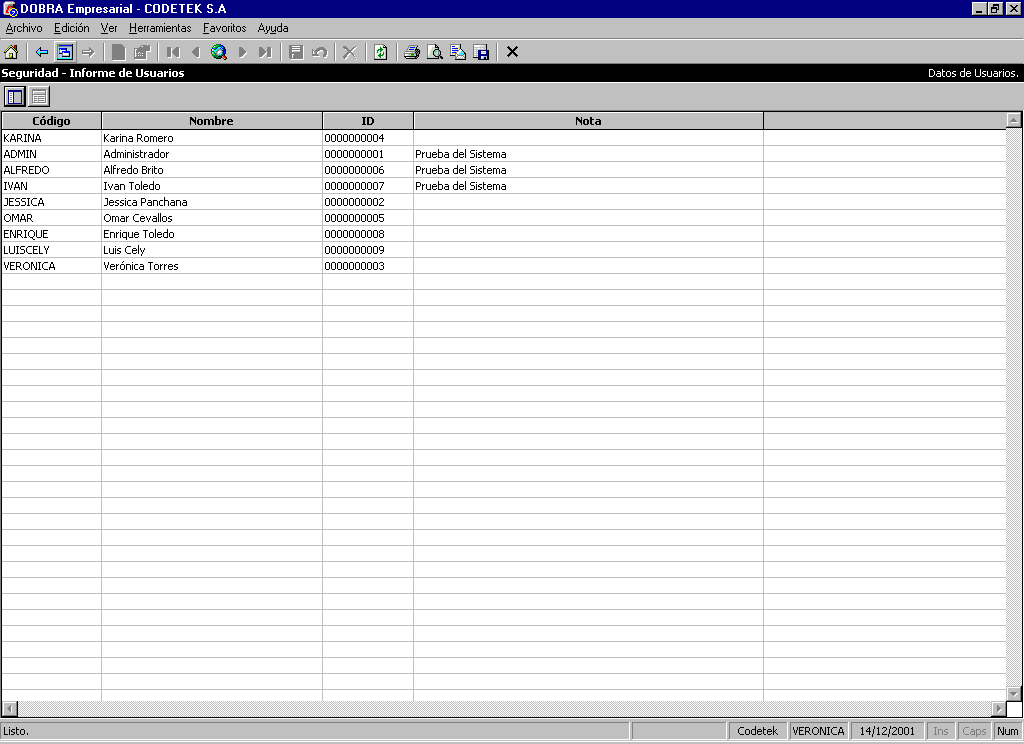 DOBRA Empresarial - CODETEK S.A
Archivo Edición Ver Herramientas Favoritos Ayuda
Seguridad - Informe de Usuarios Datos de Usuarios.
Código Nombre ID Nota
KARINA Karina Romero 0000000004
ADMIN Administrador 0000000001 Prueba del Sistema
ALFREDO Alfredo Brito 0000000006 Prueba del Sistema
IVAN Ivan Toledo 0000000007 Prueba del Sistema
JESSICA Jessica Panchana 0000000002
OMAR Omar Cevallos 0000000005
ENRIQUE Enrique Toledo 0000000008
LUISCELY Luis Cely 0000000009
VERONICA Verónica Torres 0000000003
Listo. Codetek VERONICA 14/12/2001 Ins Caps Num